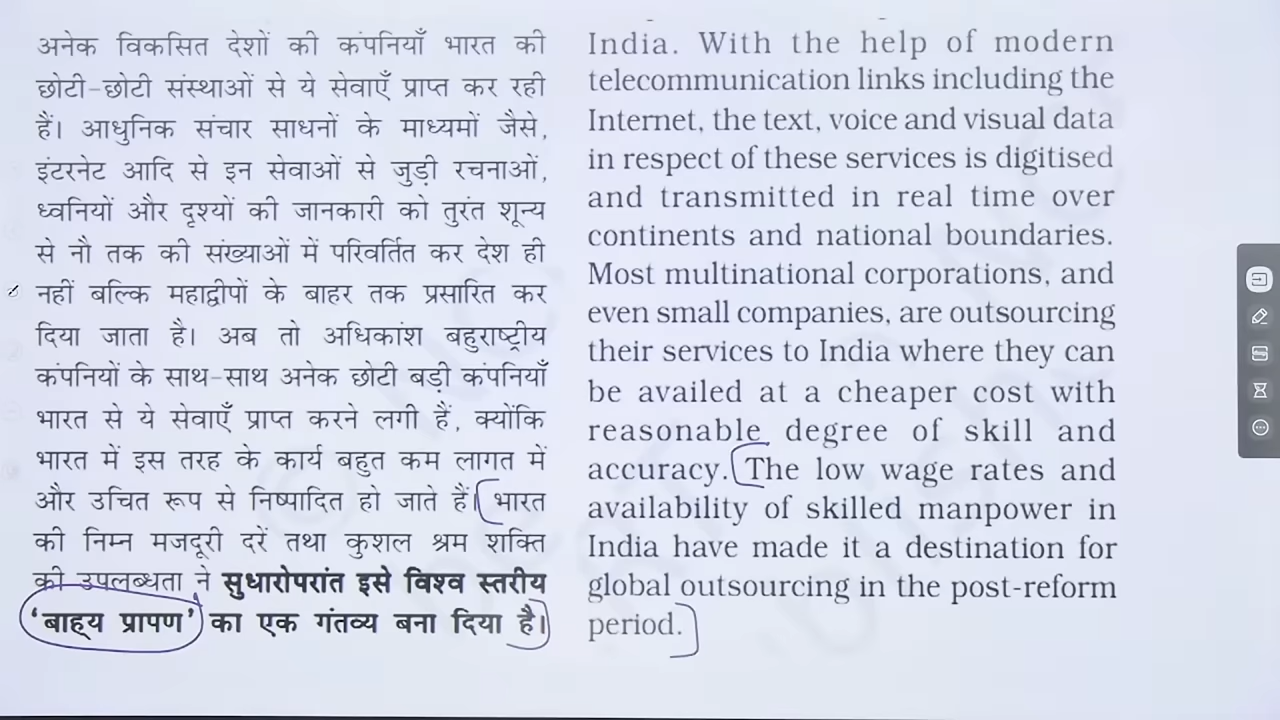 अनेक विकसित देशों की कंपनियाँ भारत की
छोटी-छोटी संस्थाओं से ये सेवाएँ प्राप्त कर रही
हैं। आधुनिक संचार साधनों के माध्यमों जैसे,
इंटरनेट आदि से इन सेवाओं से जुड़ी रचनाओं,
ध्वनियों और दृश्यों की जानकारी को तुरंत शून्य
से नौ तक की संख्याओं में परिवर्तित कर देश ही
नहीं बल्कि महाद्वीपों के बाहर तक प्रसारित कर
दिया जाता है। अब तो अधिकांश बहुराष्ट्रीय
कंपनियों के साथ-साथ अनेक छोटी बड़ी कंपनियाँ
भारत से ये सेवाएँ प्राप्त करने लगी हैं, क्योंकि
भारत में इस तरह के कार्य बहुत कम लागत में
और उचित रूप से निष्पादित हो जाते हैं। भारत
की निम्न मजदूरी दरें तथा कुशल श्रम शक्ति
की उपलब्धता ने सुधारोपरांत इसे विश्व स्तरीय
‘बाह्य प्रापण’ का एक गंतव्य बना दिया है।
India. With the help of modern
telecommunication links including the
Internet, the text, voice and visual data
in respect of these services is digitised
and transmitted in real time over
continents and national boundaries.
Most multinational corporations, and
even small companies, are outsourcing
their services to India where they can
be availed at a cheaper cost with
reasonable degree of skill and
accuracy. The low wage rates and
availability of skilled manpower in
India have made it a destination for
global outsourcing in the post-reform
period.